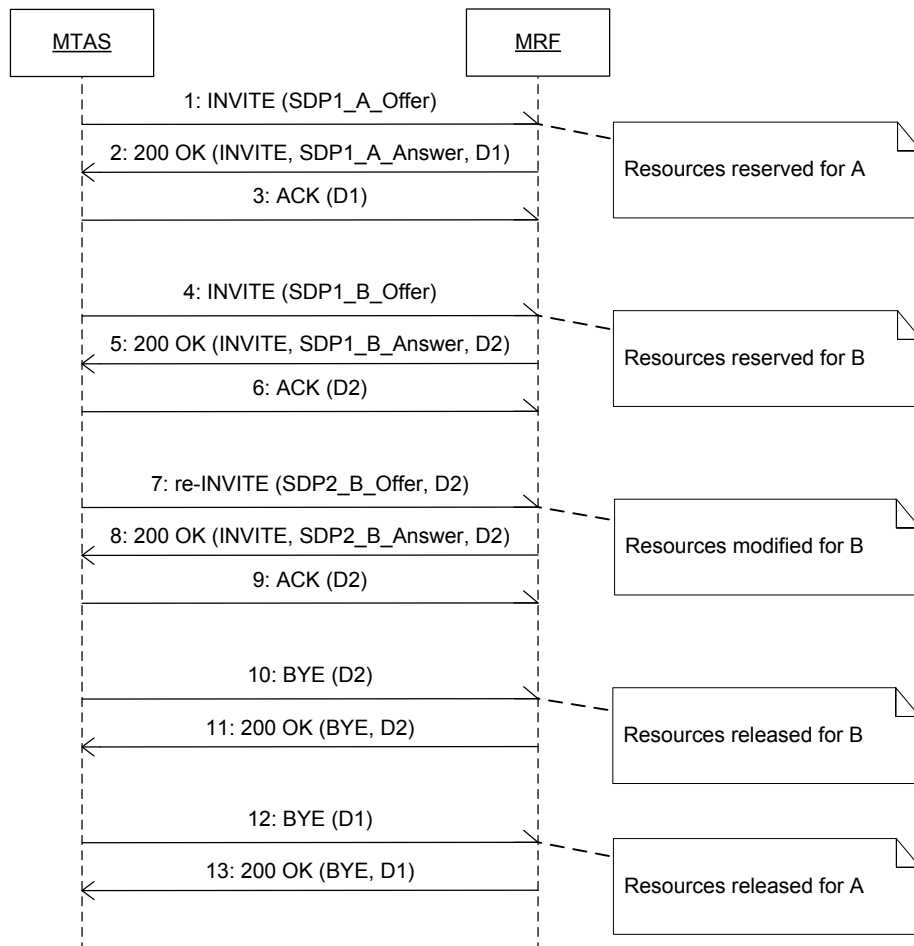 MTAS
MRF
1: INVITE (SDP1_A_Offer)
2: 200 OK (INVITE, SDP1_A_Answer, D1)
Resources reserved for A
3: ACK (D1)
4: INVITE (SDP1_B_Offer)
5: 200 OK (INVITE, SDP1_B_Answer, D2)
Resources reserved for B
6: ACK (D2)
7: re-INVITE (SDP2_B_Offer, D2)
8: 200 OK (INVITE, SDP2_B_Answer, D2)
Resources modified for B
9: ACK (D2)
10: BYE (D2)
11: 200 OK (BYE, D2)
Resources released for B
12: BYE (D1)
13: 200 OK (BYE, D1)
Resources released for A